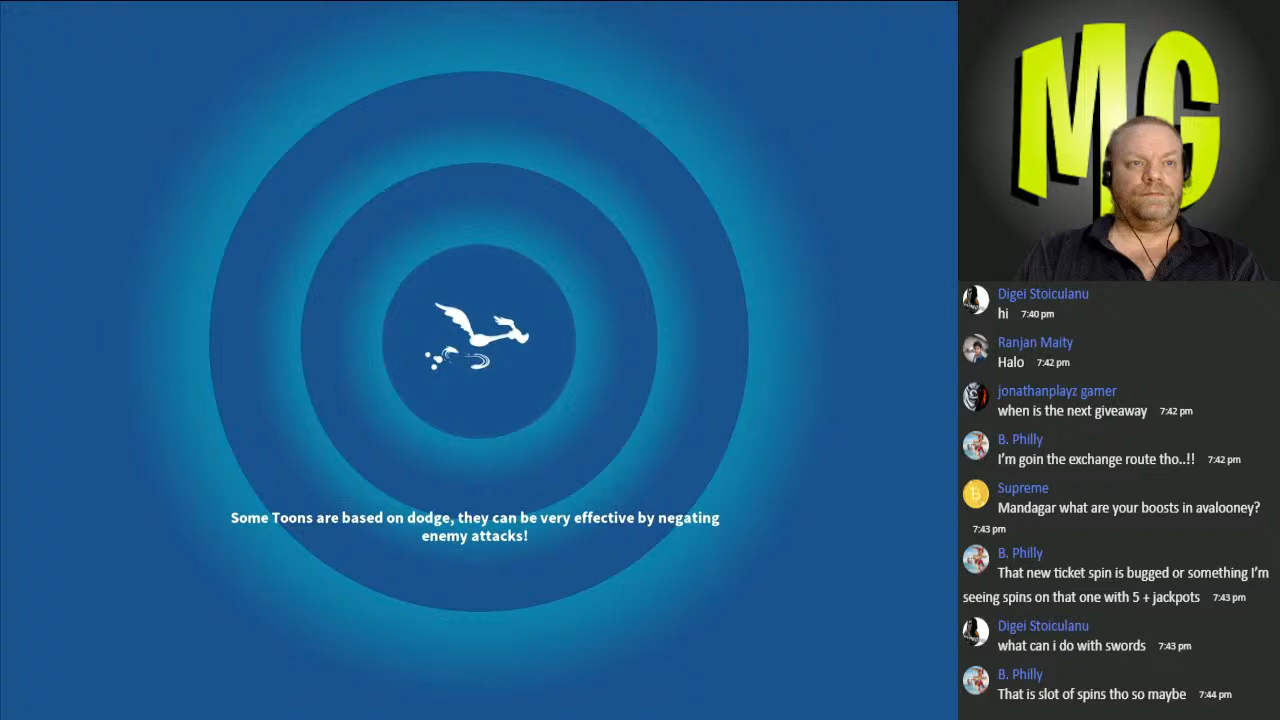 Some Toons are based on dodge, they can be very effective by negating
enemy attacks!
MG
Digei Stoiculanu
hi 7:40 pm
Ranjan Maity
Halo 7:42 pm
jonathanplayz gamer
when is the next giveaway 7:42 pm
B. Philly
I'm goin the exchange route tho..!! 7:42 pm
Supreme
Mandagar what are your boosts in avalooney?
7:43 pm
B. Philly
That new ticket spin is bugged or something I'm
seeing spins on that one with 5 + jackpots 7:43 pm
Digei Stoiculanu
what can i do with swords 7:43 pm
B. Philly
That is slot of spins tho so maybe 7:44 pm